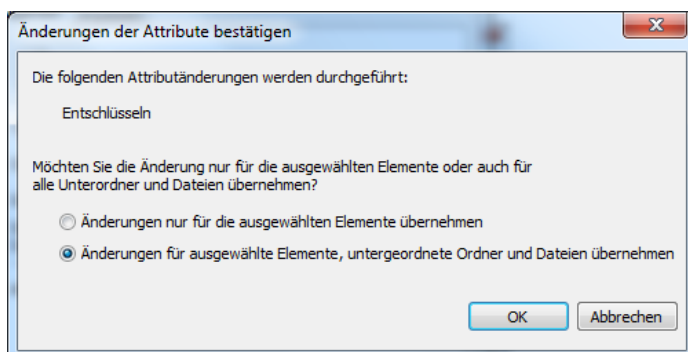 Änderungen der Attribute bestätigen
Die folgenden Attributänderungen werden durchgeführt:
Entschlüsseln
Möchten Sie die Änderung nur für die ausgewählten Elemente oder auch für
alle Unterordner und Dateien übernehmen?
Änderungen nur für die ausgewählten Elemente übernehmen
Änderungen für ausgewählte Elemente, untergeordnete Ordner und Dateien übernehmen
OK
Abbrechen